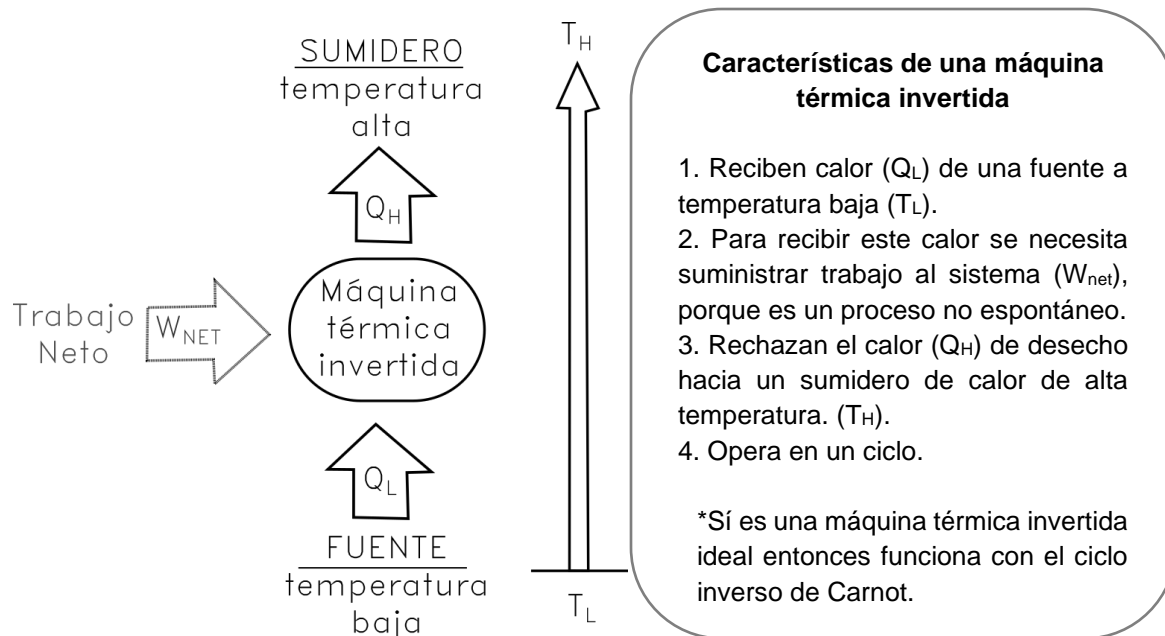 SUMIDERO
temperatura
alta
Q_H
Trabajo
Neto
W_NET
Máquina
térmica
invertida
Q_L
FUENTE
temperatura
baja
T_H
T_L
Características de una máquina
térmica invertida
1. Reciben calor (Q_L) de una fuente a
temperatura baja (T_L).
2. Para recibir este calor se necesita
suministrar trabajo al sistema (W_net),
porque es un proceso no espontáneo.
3. Rechazan el calor (Q_H) de desecho
hacia un sumidero de calor de alta
temperatura. (T_H).
4. Opera en un ciclo.
*Sí es una máquina térmica invertida
ideal entonces funciona con el ciclo
inverso de Carnot.